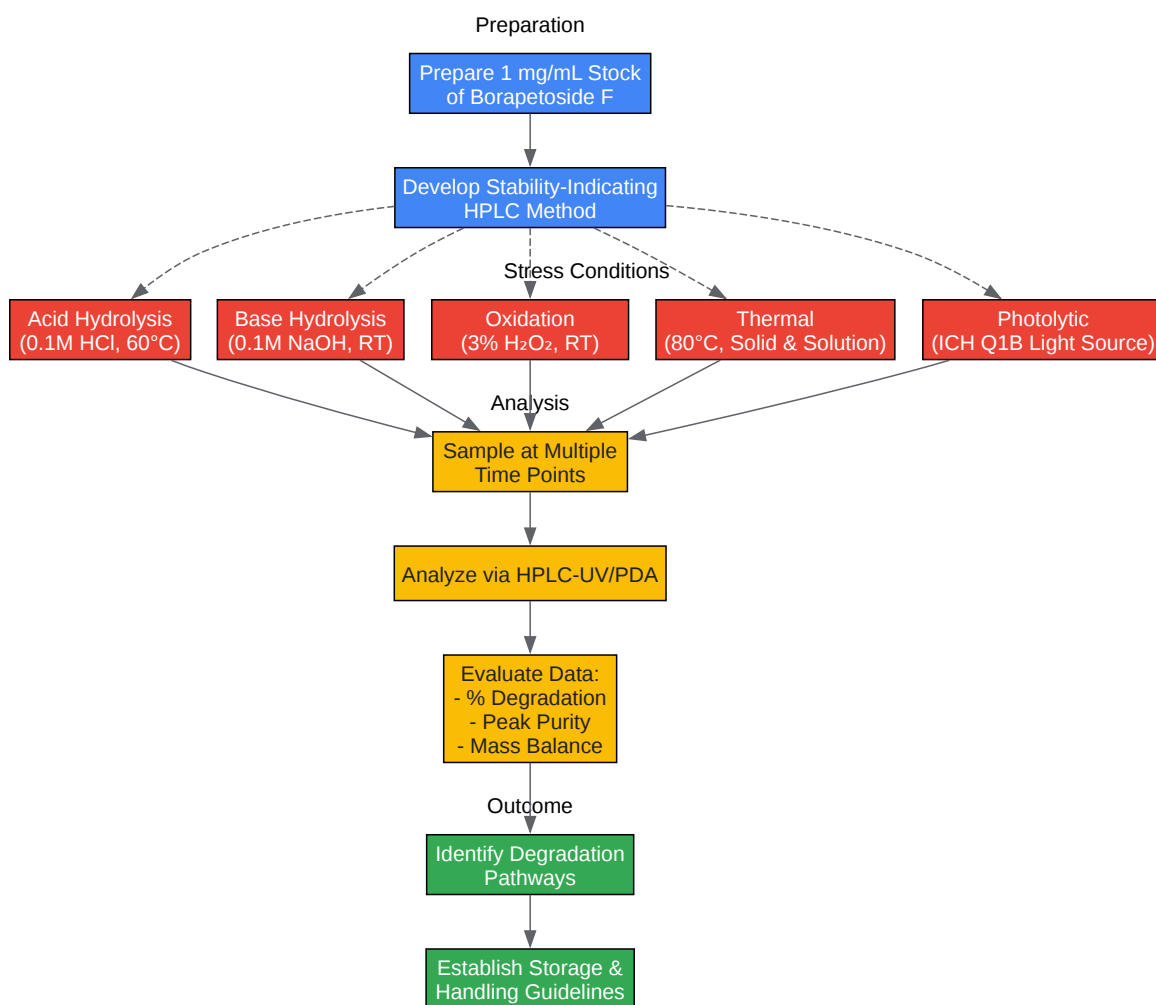 Preparation
Prepare 1 mg/mL Stock
of Borapetoside F
Develop Stability-Indicating
HPLC Method
Stress Conditions
Acid Hydrolysis
(0.1M HCl, 60°C)
Base Hydrolysis
(0.1M NaOH, RT)
Oxidation
(3% H₂O₂, RT)
Thermal
(80°C, Solid & Solution)
Photolytic
(ICH Q1B Light Source)
Analysis
Sample at Multiple
Time Points
Analyze via HPLC-UV/PDA
Evaluate Data:
- % Degradation
- Peak Purity
- Mass Balance
Outcome
Identify Degradation
Pathways
Establish Storage &
Handling Guidelines